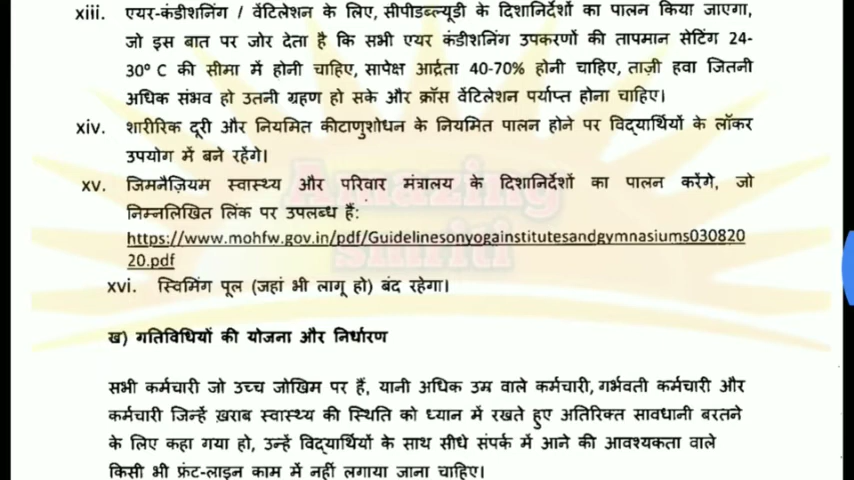 xiii. एयर-कंडीशनिंग / वेंटिलेशन के लिए, सीपीडब्ल्यूडी के दिशानिर्देशों का पालन किया जाएगा,
जो इस बात पर जोर देता है कि सभी एयर कंडीशनिंग उपकरणों की तापमान सेटिंग 24-
30º C की सीमा में होनी चाहिए, सापेक्ष आर्द्रता 40-70% होनी चाहिए, ताज़ी हवा जितनी
अधिक संभव हो उतनी ग्रहण हो सके और क्रॉस वेंटिलेशन पर्याप्त होना चाहिए।
xiv. शारीरिक दूरी और नियमित कीटाणुशोधन के नियमित पालन होने पर विद्यार्थियों के लॉकर
उपयोग में बने रहेंगे।
xv. जिमनैज़ियम स्वास्थ्य और परिवार मंत्रालय के दिशानिर्देशों का पालन करेंगे, जो
निम्नलिखित लिंक पर उपलब्ध हैं:
https://www.mohfw.gov.in/pdf/Guidelinesonyogainstitutesandgymnasiums030820
20.pdf
xvi. स्विमिंग पूल (जहां भी लागू हो) बंद रहेगा।
ख) गतिविधियों की योजना और निर्धारण
सभी कर्मचारी जो उच्च जोखिम पर हैं, यानी अधिक उम्र वाले कर्मचारी, गर्भवती कर्मचारी और
कर्मचारी जिन्हें ख़राब स्वास्थ्य की स्थिति को ध्यान में रखते हुए अतिरिक्त सावधानी बरतने
के लिए कहा गया हो, उन्हें विद्यार्थियों के साथ सीधे संपर्क में आने की आवश्यकता वाले
किसी भी फ्रंट-लाइन काम में नहीं लगाया जाना चाहिए।
Amazing
smriti